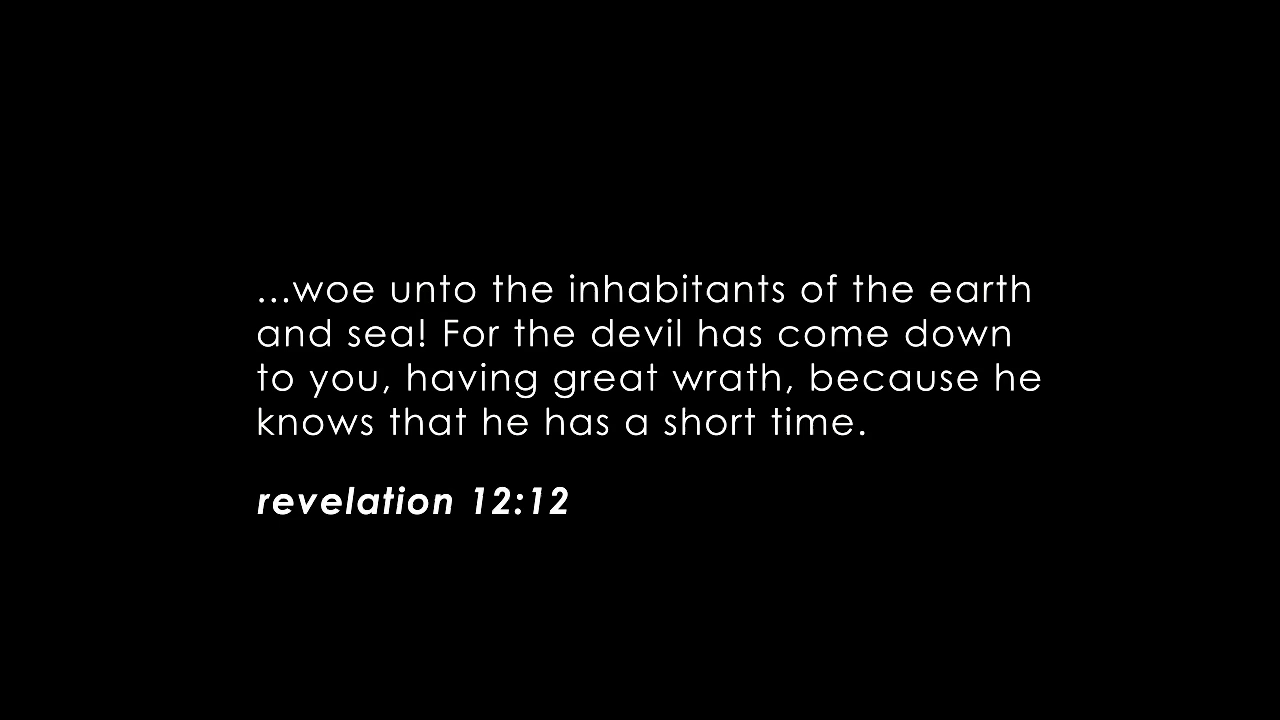 ...woe unto the inhabitants of the earth
and sea! For the devil has come down
to you, having great wrath, because he
knows that he has a short time.
revelation 12:12